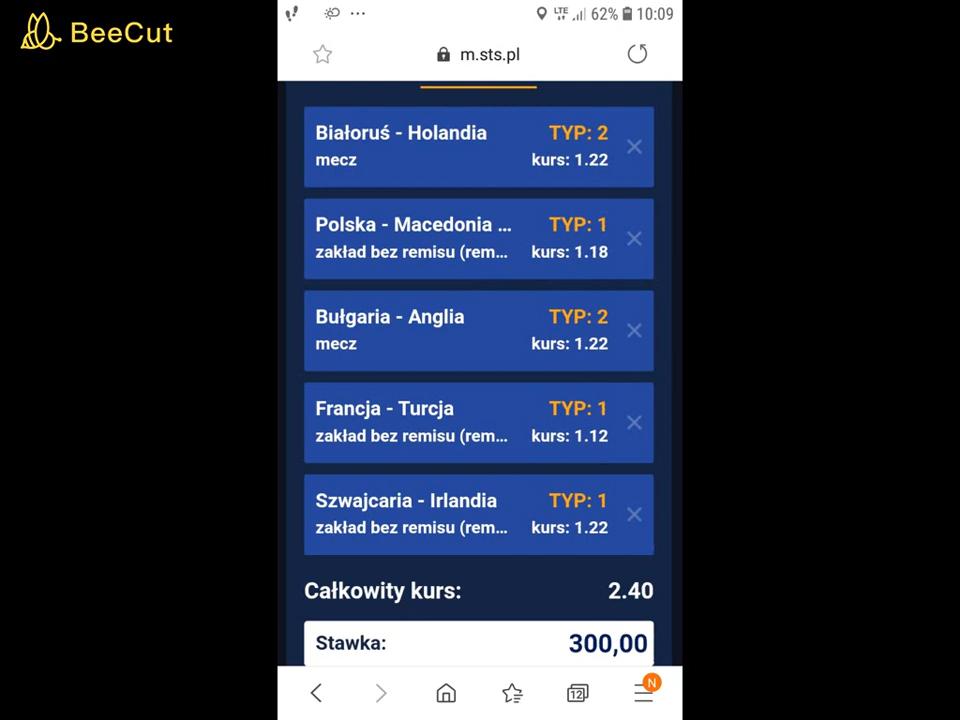 BeeCut
LTE 62% 10:09
m.sts.pl
Białoruś - Holandia TYP: 2
mecz kurs: 1.22
Polska - Macedonia ... TYP: 1
zakład bez remisu (rem... kurs: 1.18
Bułgaria - Anglia TYP: 2
mecz kurs: 1.22
Francja - Turcja TYP: 1
zakład bez remisu (rem... kurs: 1.12
Szwajcaria - Irlandia TYP: 1
zakład bez remisu (rem... kurs: 1.22
Całkowity kurs: 2.40
Stawka: 300,00
12 N